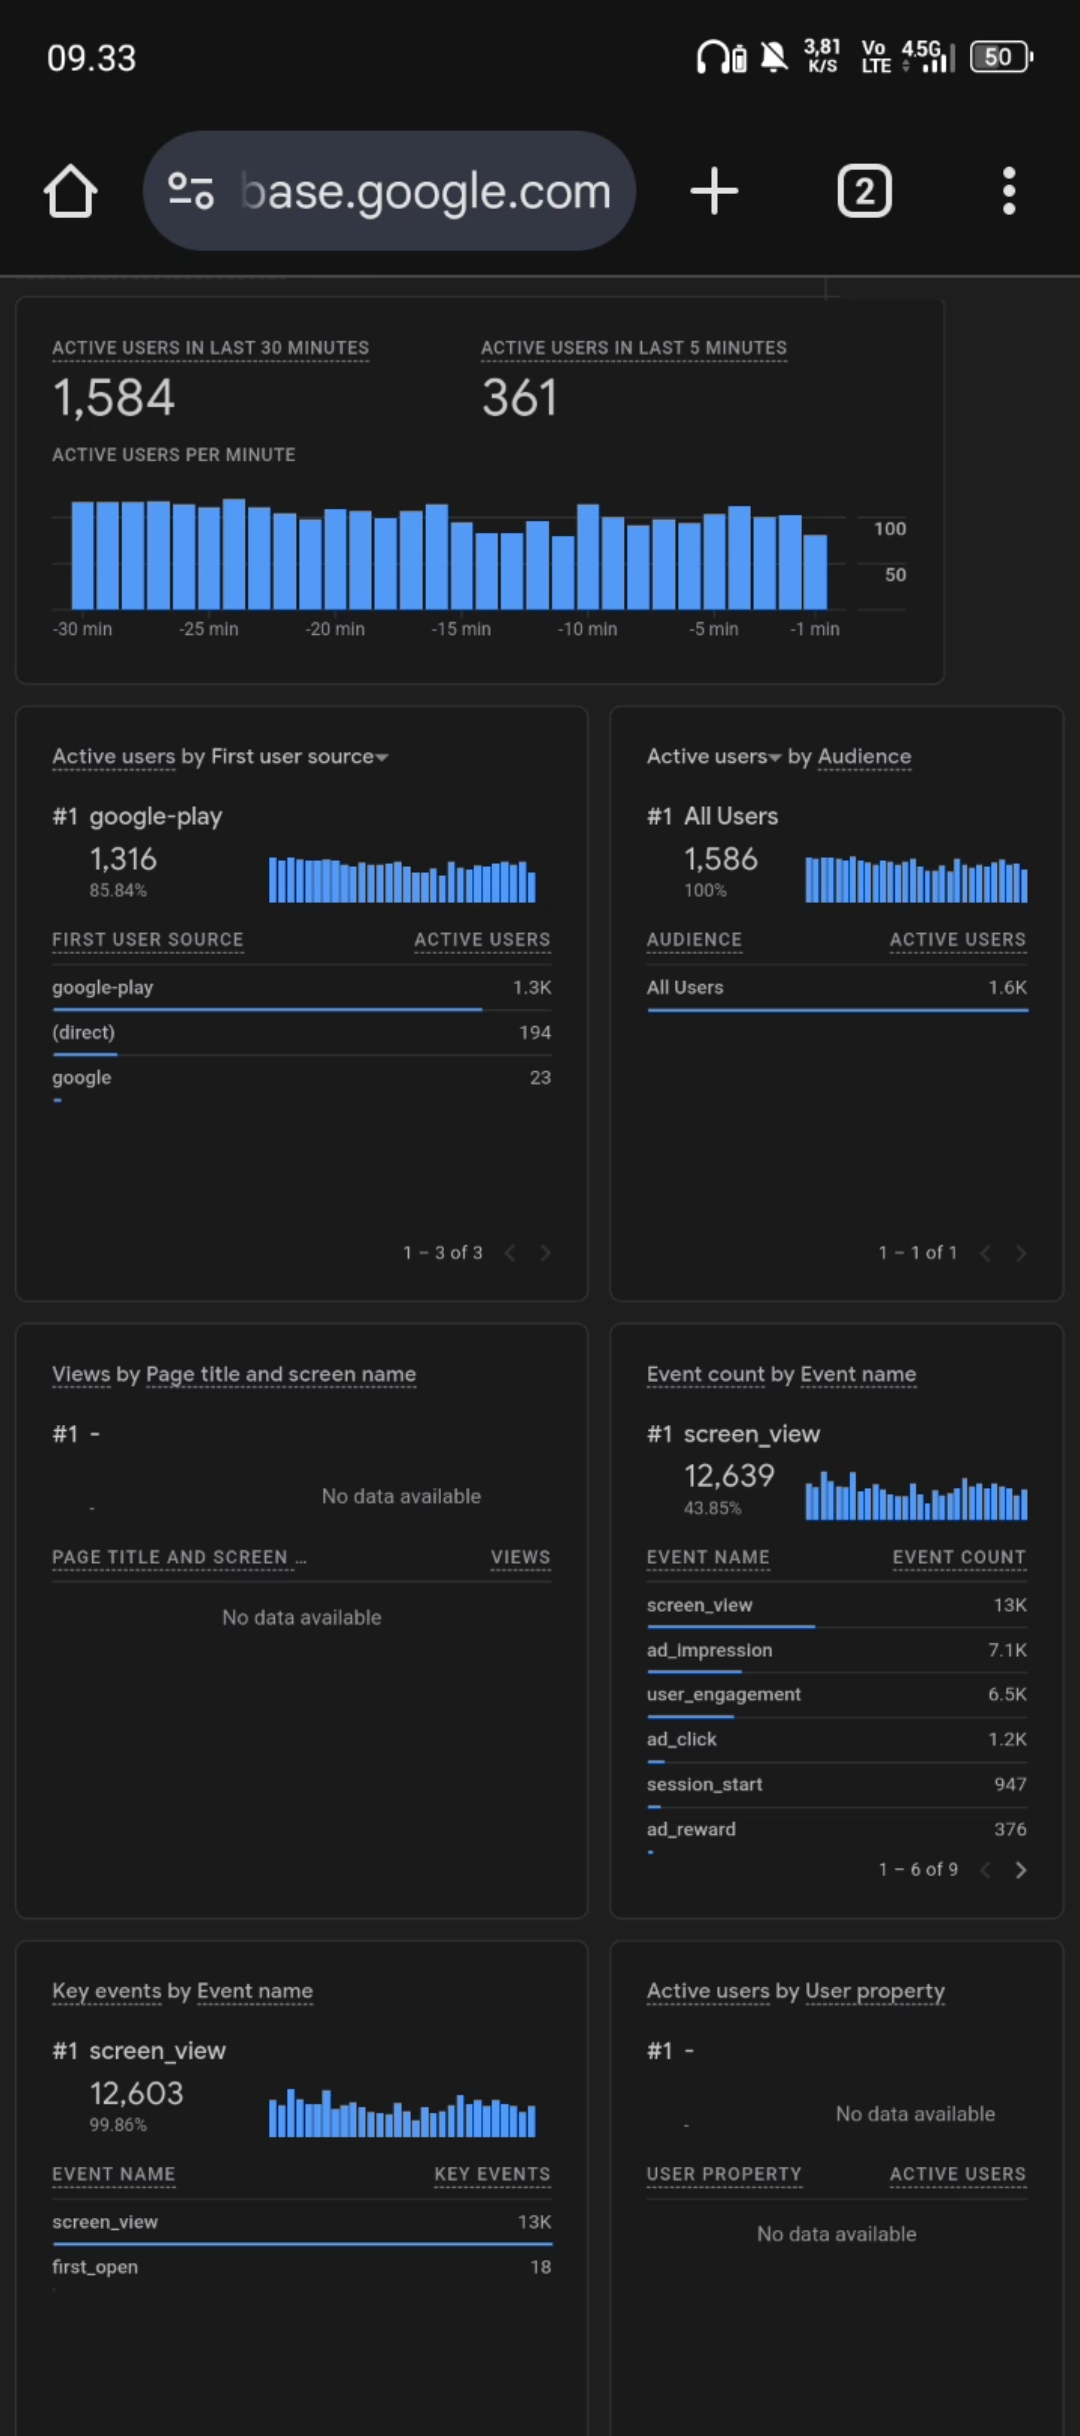 09.33
3,81 K/S
Vo LTE
4.5G
50
base.google.com
2
ACTIVE USERS IN LAST 30 MINUTES
1,584
ACTIVE USERS IN LAST 5 MINUTES
361
ACTIVE USERS PER MINUTE
100
50
-30 min
-25 min
-20 min
-15 min
-10 min
-5 min
-1 min
Active users by First user source
#1 google-play
1,316
85.84%
FIRST USER SOURCE ACTIVE USERS
google-play 1.3K
(direct) 194
google 23
1 – 3 of 3
Active users by Audience
#1 All Users
1,586
100%
AUDIENCE ACTIVE USERS
All Users 1.6K
1 – 1 of 1
Views by Page title and screen name
#1 -
-
No data available
PAGE TITLE AND SCREEN … VIEWS
No data available
Event count by Event name
#1 screen_view
12,639
43.85%
EVENT NAME EVENT COUNT
screen_view 13K
ad_impression 7.1K
user_engagement 6.5K
ad_click 1.2K
session_start 947
ad_reward 376
1 – 6 of 9
Key events by Event name
#1 screen_view
12,603
99.86%
EVENT NAME KEY EVENTS
screen_view 13K
first_open 18
Active users by User property
#1 -
-
No data available
USER PROPERTY ACTIVE USERS
No data available